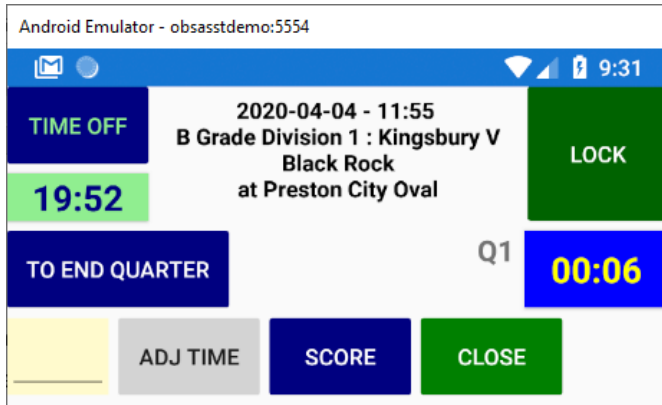 Android Emulator - obsasstdemo:5554
9:31
TIME OFF
2020-04-04 - 11:55
B Grade Division 1 : Kingsbury V
Black Rock
at Preston City Oval
LOCK
19:52
TO END QUARTER
Q1
00:06
ADJ TIME
SCORE
CLOSE